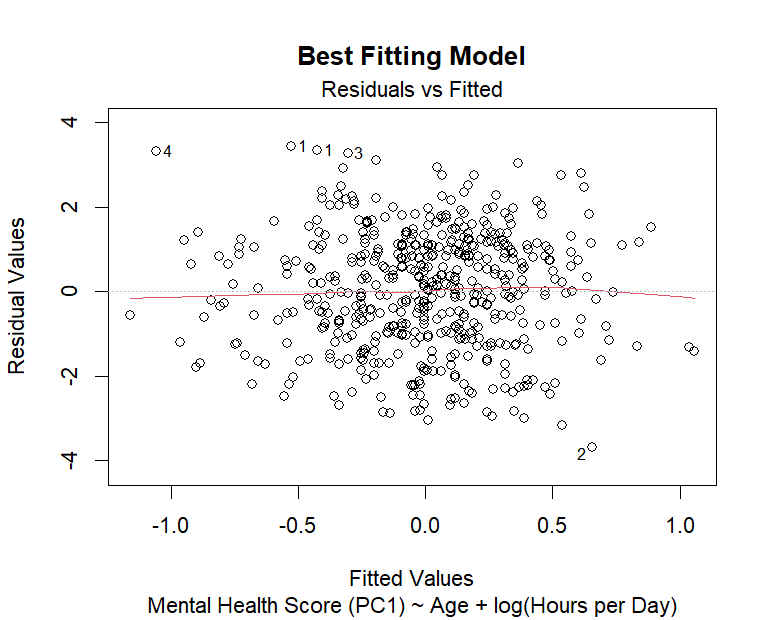 Best Fitting Model
Residuals vs Fitted
4
2
0
-2
-4
Residual Values
4
1
1
3
2
-1.0 -0.5 0.0 0.5 1.0
Fitted Values
Mental Health Score (PC1) ~ Age + log(Hours per Day)